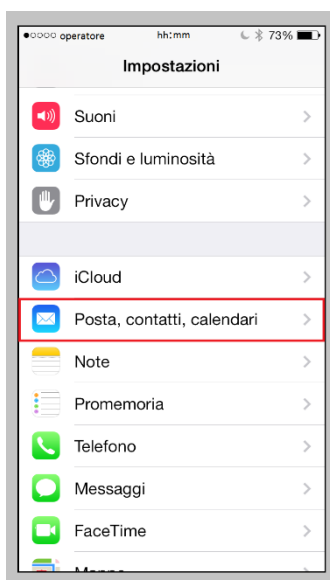 operatore hh:mm 73%
Impostazioni
Suoni
Sfondi e luminosità
Privacy
iCloud
Posta, contatti, calendari
Note
Promemoria
Telefono
Messaggi
FaceTime